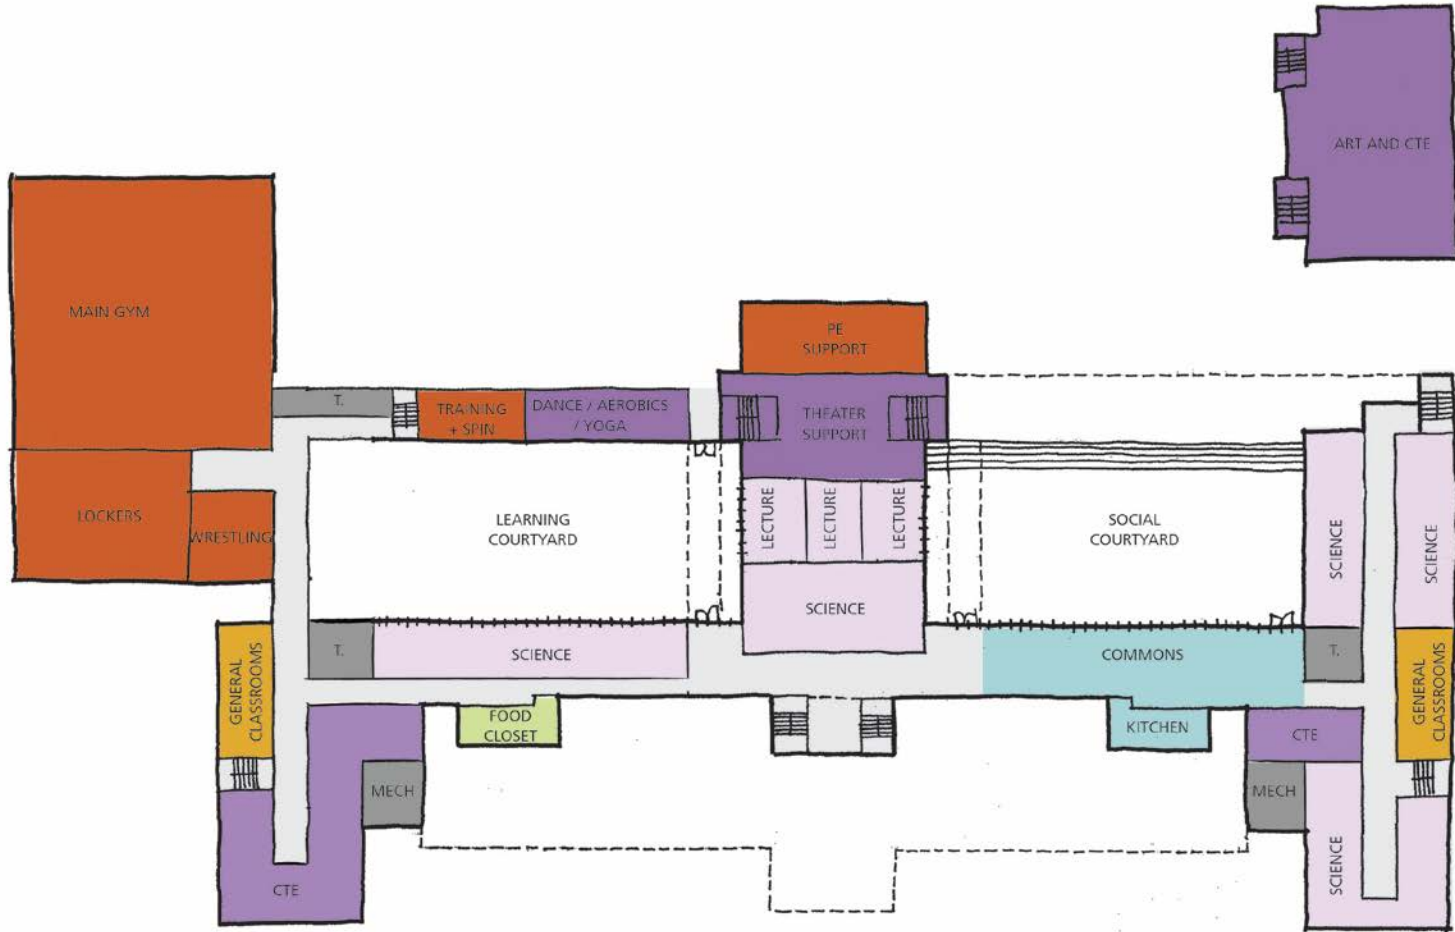 ART AND CTE
MAIN GYM
PE
SUPPORT
T.
TRAINING
+ SPIN
DANCE / AEROBICS
/ YOGA
THEATER
SUPPORT
LOCKERS
WRESTLING
LEARNING
COURTYARD
LECTURE
LECTURE
LECTURE
SOCIAL
COURTYARD
SCIENCE
SCIENCE
SCIENCE
GENERAL
CLASSROOMS
T.
SCIENCE
COMMONS
T.
GENERAL
CLASSROOMS
FOOD
CLOSET
KITCHEN
CTE
MECH
MECH
CTE
SCIENCE